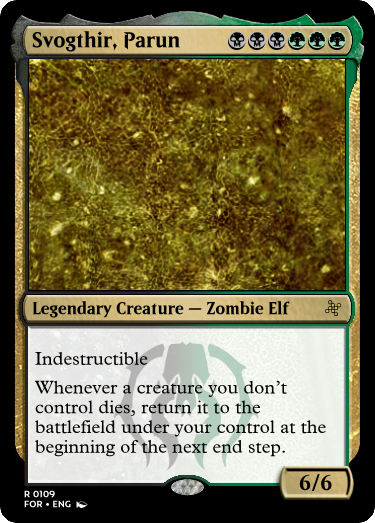 Svogthir, Parun
Legendary Creature — Zombie Elf
Indestructible
Whenever a creature you don't
control dies, return it to the
battlefield under your control at the
beginning of the next end step.
6/6
R 0109
FOR • ENG